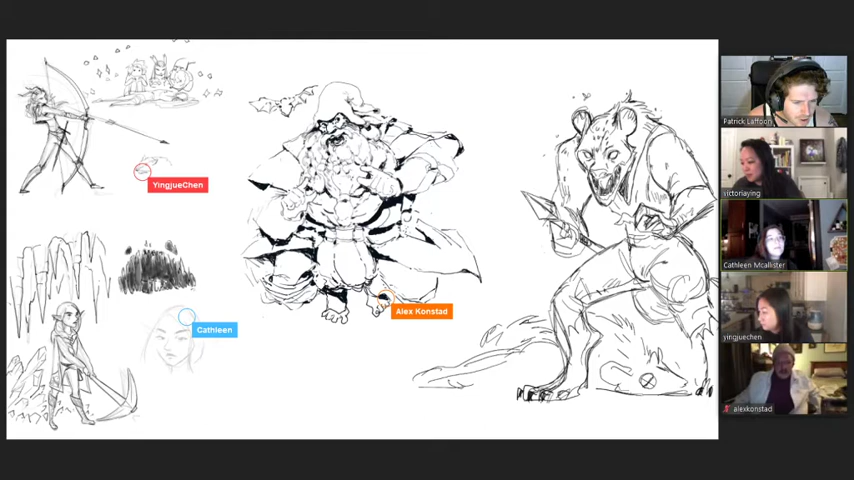 YingjueChen
Cathleen
Alex Konstad
Patrick Laffoon
victoriaying
Cathleen Mcallister
yingjuechen
alexkonstad